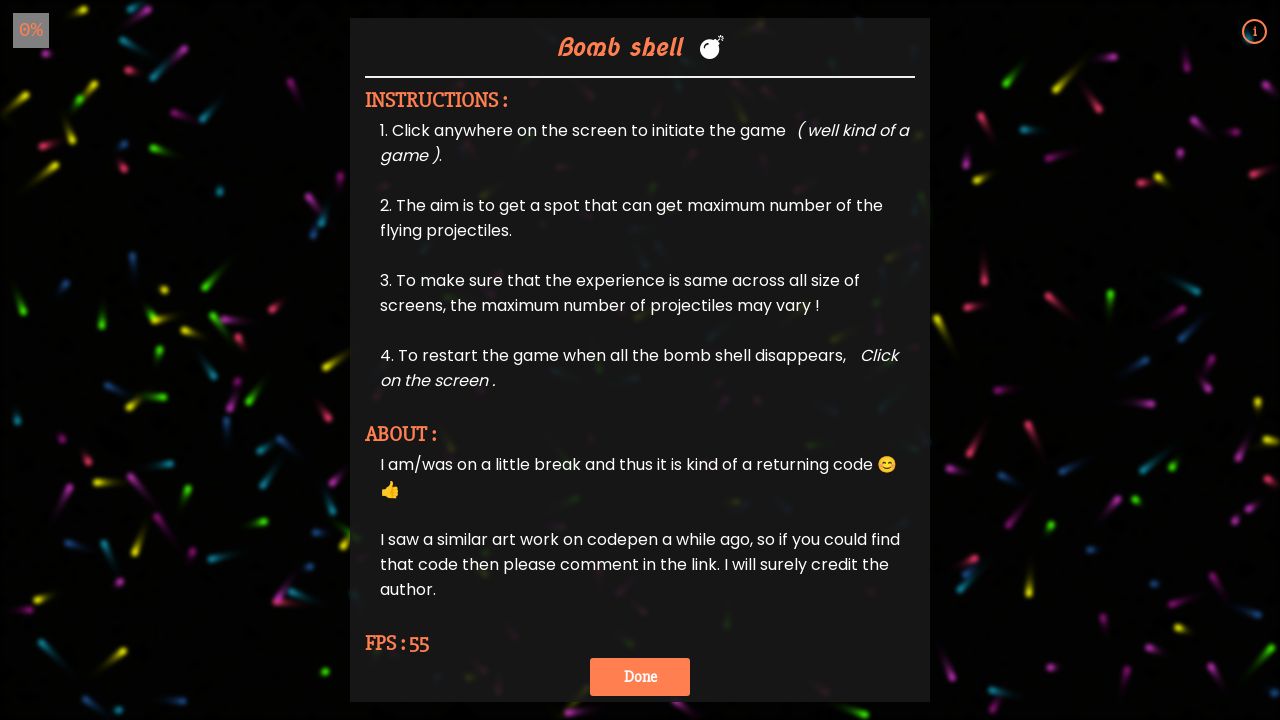 0%
i
Bomb shell 💣
INSTRUCTIONS :
1. Click anywhere on the screen to initiate the game ( well kind of a
game ).
2. The aim is to get a spot that can get maximum number of the
flying projectiles.
3. To make sure that the experience is same across all size of
screens, the maximum number of projectiles may vary !
4. To restart the game when all the bomb shell disappears, Click
on the screen .
ABOUT :
I am/was on a little break and thus it is kind of a returning code 😊
👍
I saw a similar art work on codepen a while ago, so if you could find
that code then please comment in the link. I will surely credit the
author.
FPS : 55
Done